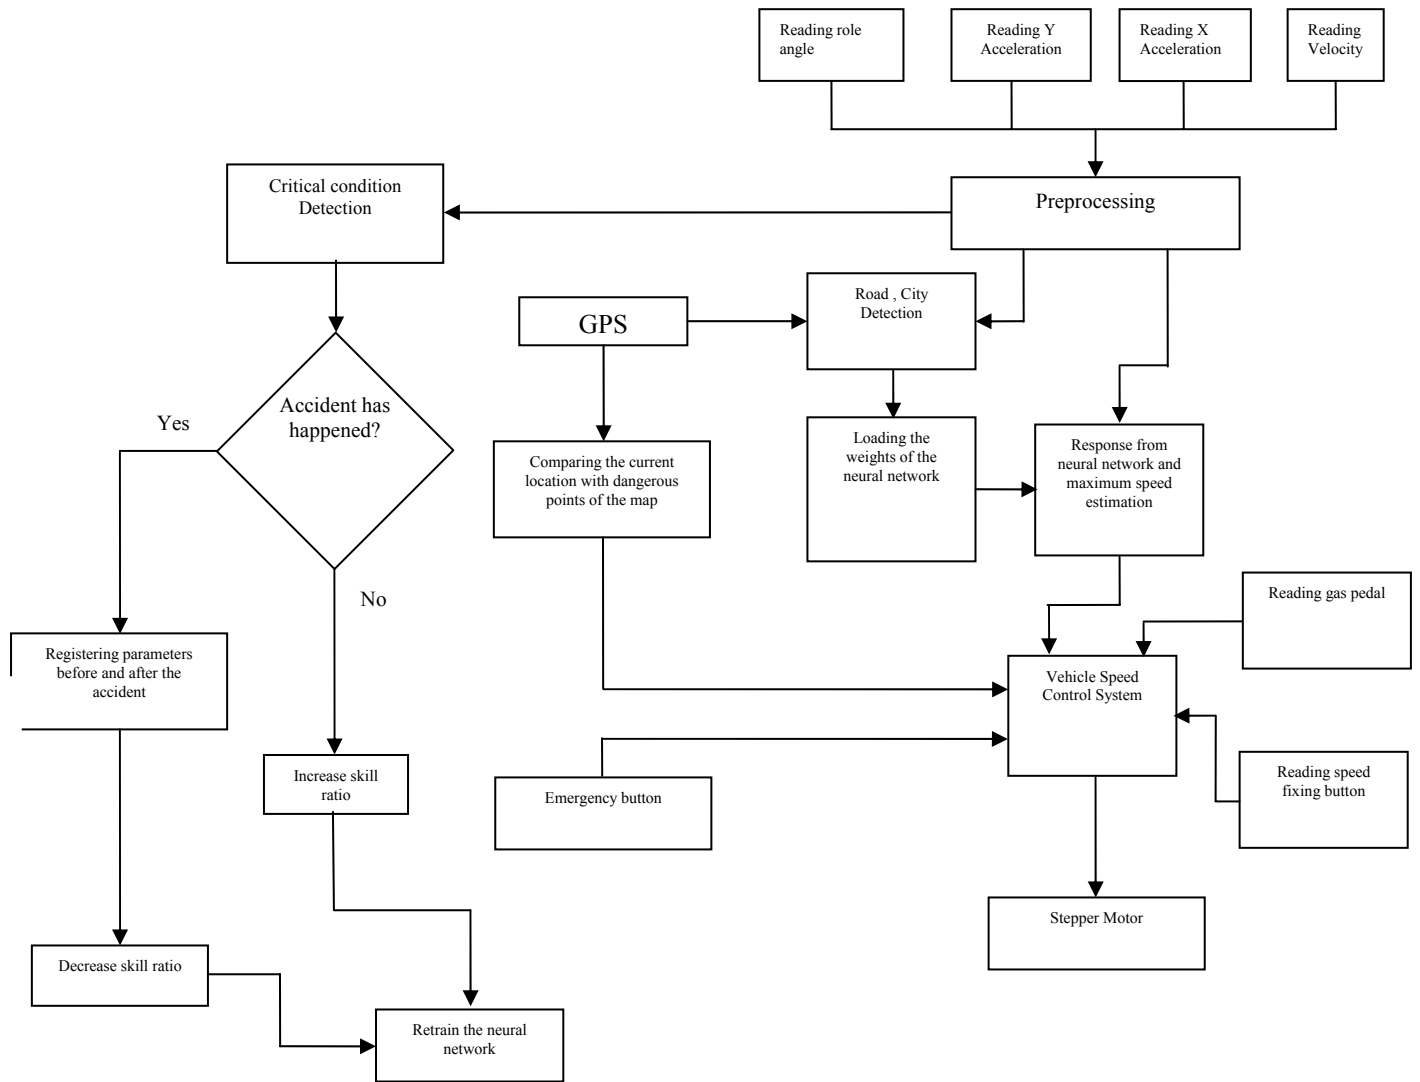 Reading role
angle
Reading Y
Acceleration
Reading X
Acceleration
Reading
Velocity
Critical condition
Detection
Preprocessing
Road , City
Detection
GPS
Accident has
happened?
Yes
Comparing the current
location with dangerous
points of the map
Loading the
weights of the
neural network
Response from
neural network and
maximum speed
estimation
No
Reading gas pedal
Registering parameters
before and after the
accident
Vehicle Speed
Control System
Increase skill
ratio
Emergency button
Reading speed
fixing button
Stepper Motor
Decrease skill ratio
Retrain the neural
network